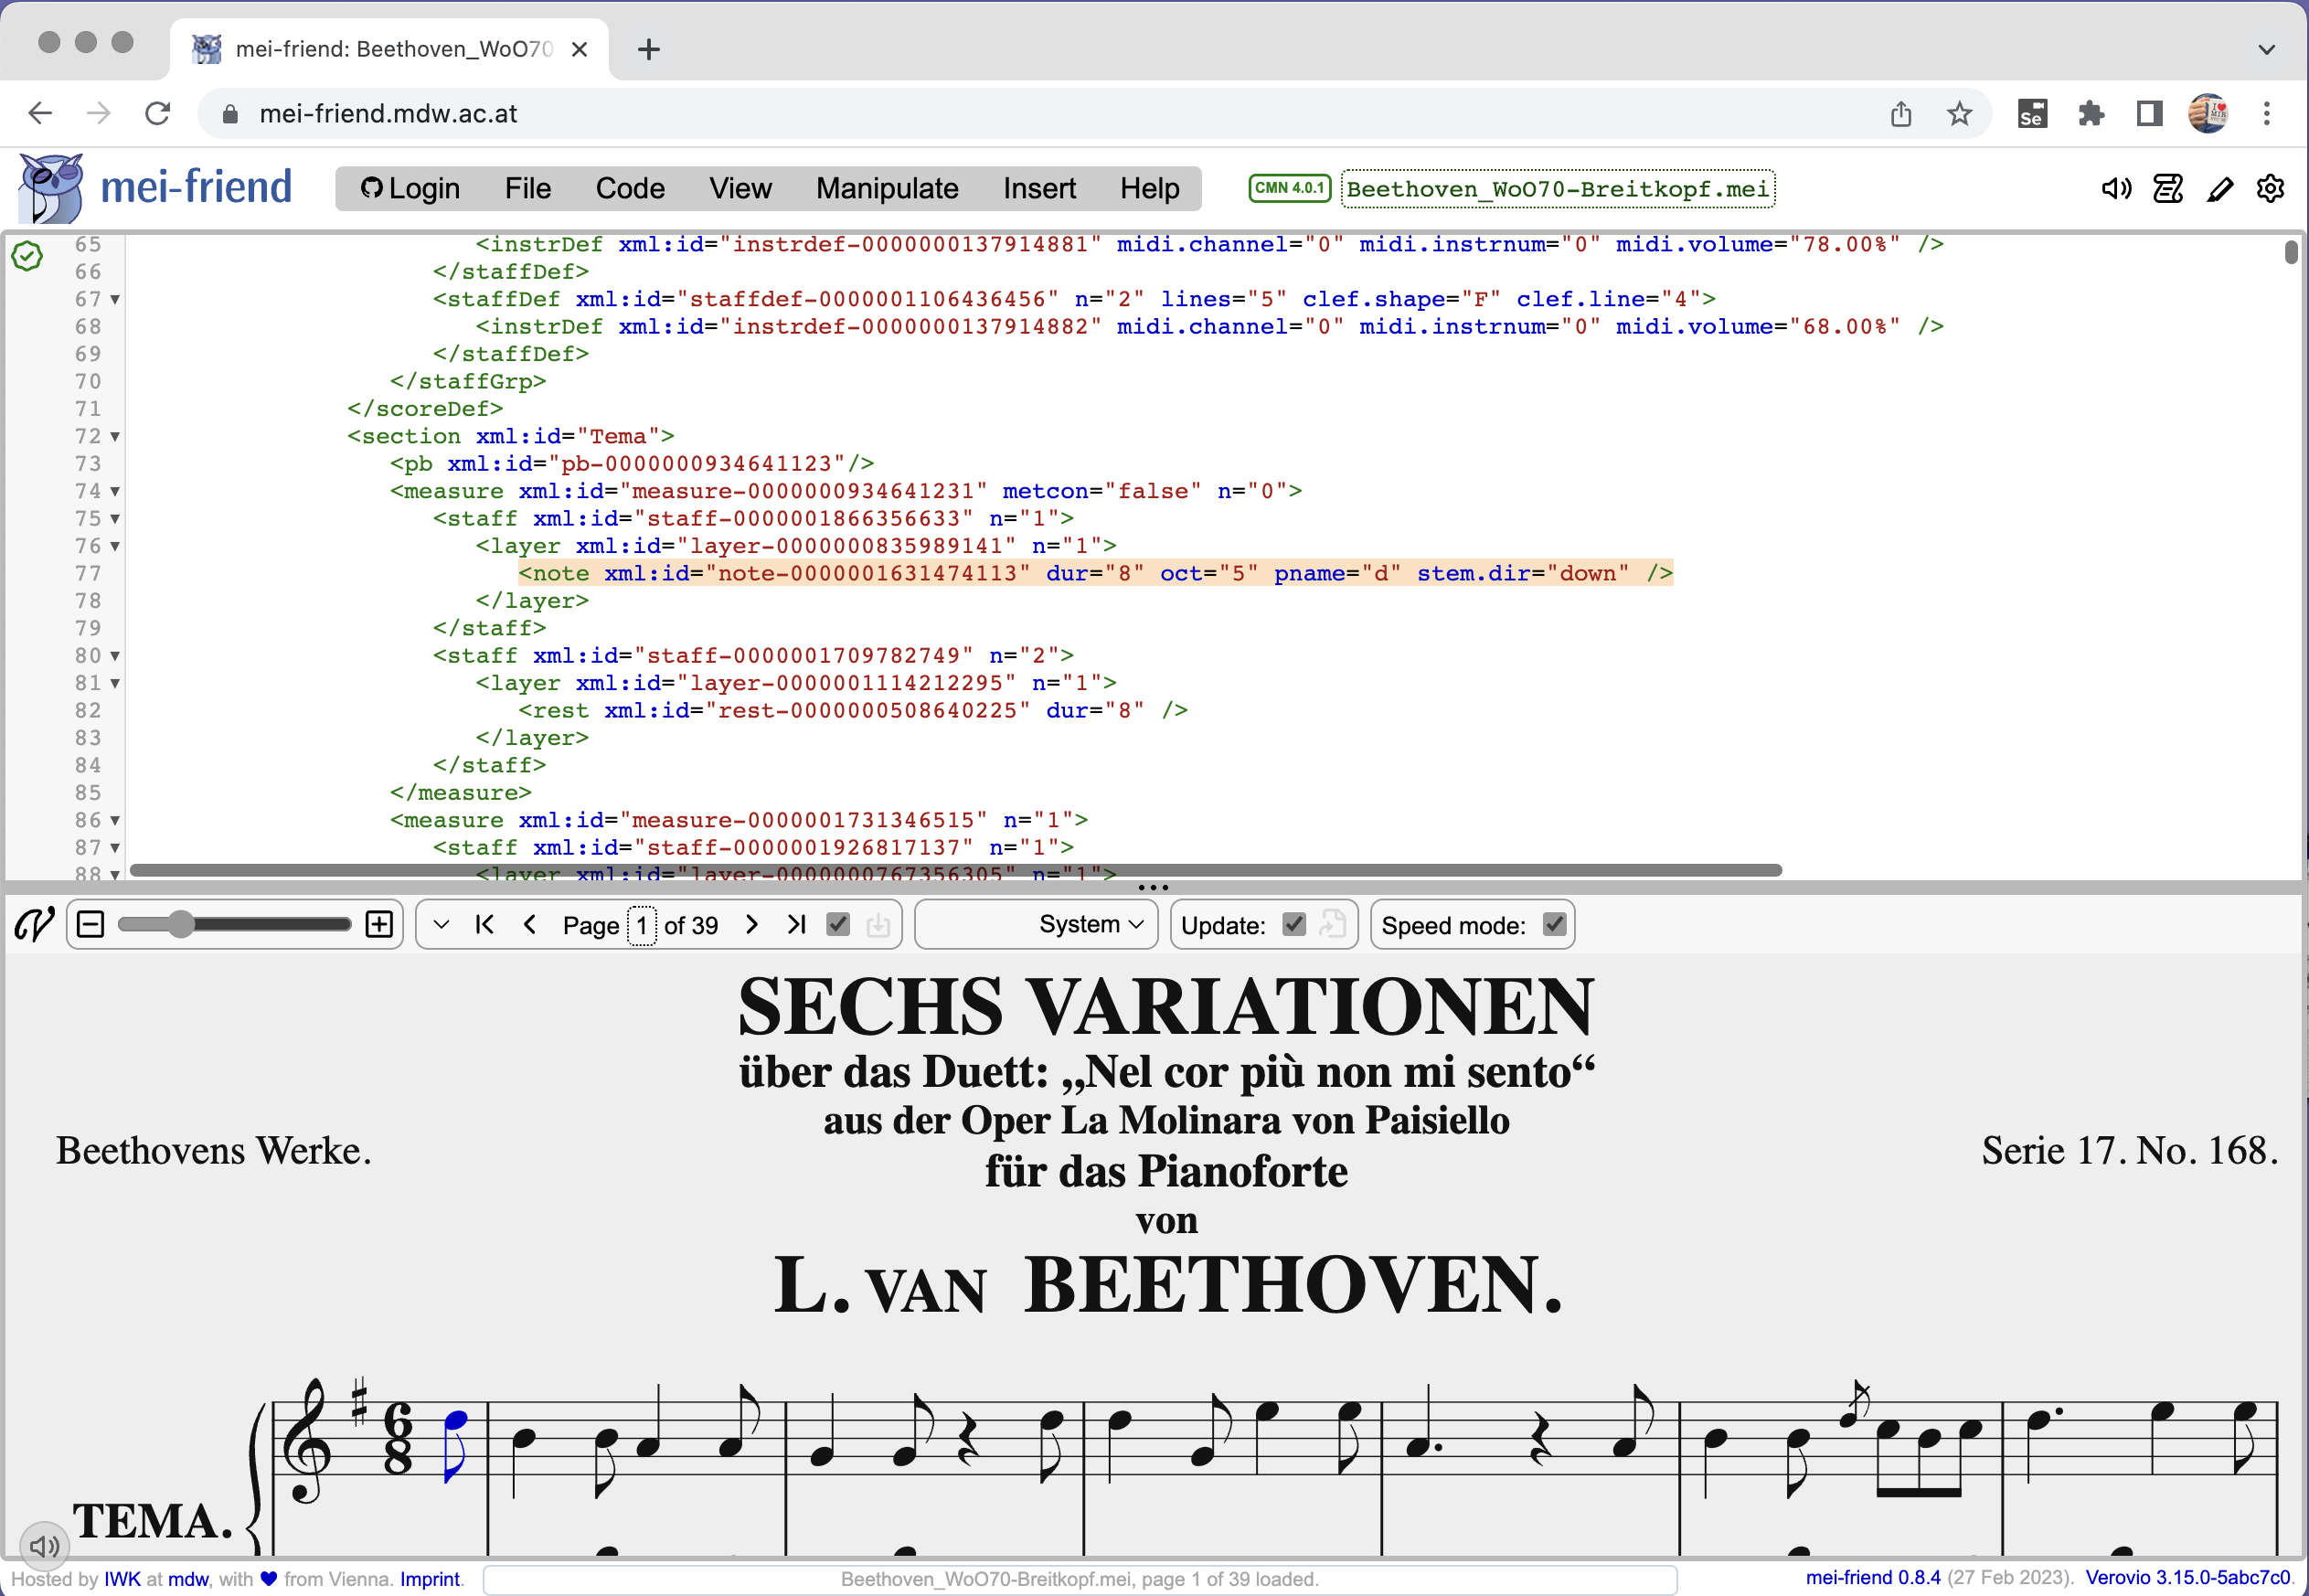 mei-friend: Beethoven_WoO70
mei-friend.mdw.ac.at
Se
mei-friend
Login File Code View Manipulate Insert Help
CMN 4.0.1 Beethoven_WoO70-Breitkopf.mei
65 <instrDef xml:id="instrdef-0000000137914881" midi.channel="0" midi.instrnum="0" midi.volume="78.00%" />
66 </staffDef>
67 <staffDef xml:id="staffdef-0000001106436456" n="2" lines="5" clef.shape="F" clef.line="4">
68 <instrDef xml:id="instrdef-0000000137914882" midi.channel="0" midi.instrnum="0" midi.volume="68.00%" />
69 </staffDef>
70 </staffGrp>
71 </scoreDef>
72 <section xml:id="Tema">
73 <pb xml:id="pb-0000000934641123"/>
74 <measure xml:id="measure-0000000934641231" metcon="false" n="0">
75 <staff xml:id="staff-0000001866356633" n="1">
76 <layer xml:id="layer-0000000835989141" n="1">
77 <note xml:id="note-0000001631474113" dur="8" oct="5" pname="d" stem.dir="down" />
78 </layer>
79 </staff>
80 <staff xml:id="staff-0000001709782749" n="2">
81 <layer xml:id="layer-0000001114212295" n="1">
82 <rest xml:id="rest-0000000508640225" dur="8" />
83 </layer>
84 </staff>
85 </measure>
86 <measure xml:id="measure-0000001731346515" n="1">
87 <staff xml:id="staff-0000001926817137" n="1">
88 <layer xml:id="layer-0000000767356305" n="1">
Page 1 of 39 System Update: Speed mode:
SECHS VARIATIONEN
über das Duett: „Nel cor più non mi sento“
aus der Oper La Molinara von Paisiello
Beethovens Werke.
Serie 17. No. 168.
für das Pianoforte
von
L. VAN BEETHOVEN.
6
8
TEMA.
Hosted by IWK at mdw, with ♥ from Vienna. Imprint.
Beethoven_WoO70-Breitkopf.mei, page 1 of 39 loaded.
mei-friend 0.8.4 (27 Feb 2023). Verovio 3.15.0-5abc7c0.